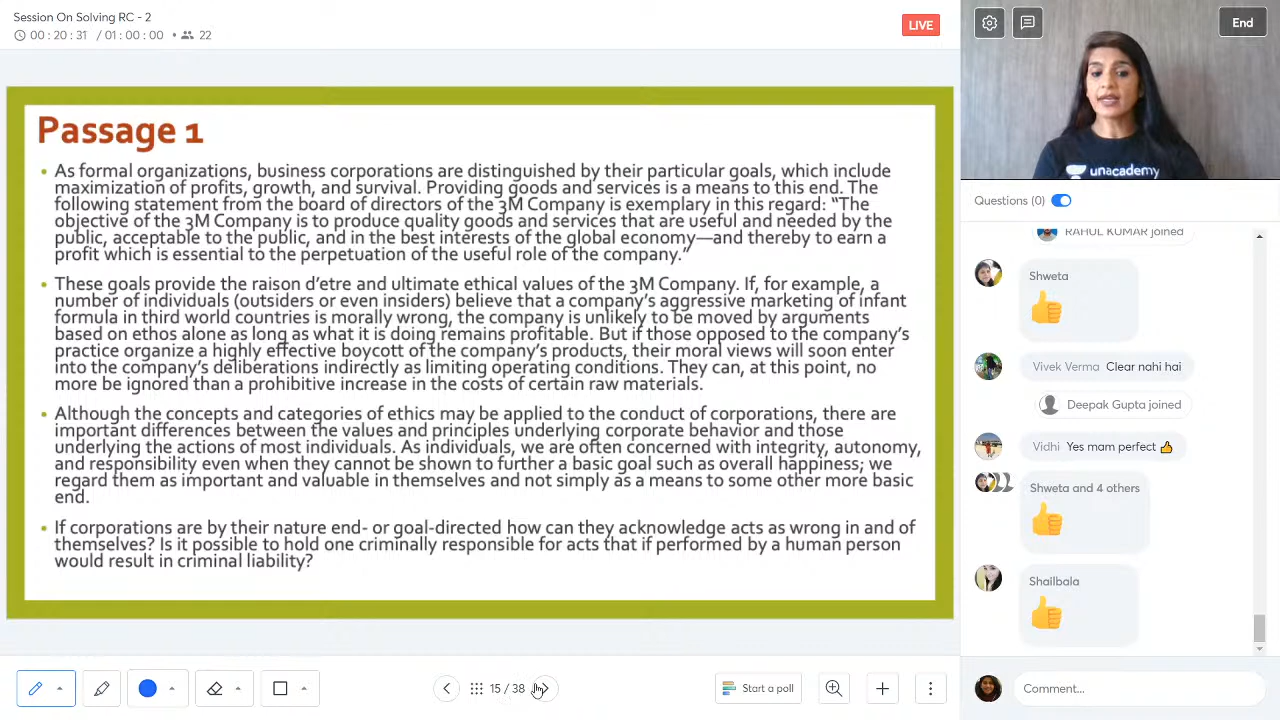 Session On Solving RC - 2
00 : 20 : 31 / 01 : 00 : 00 • 22
LIVE
End
unacademy
Passage 1
• As formal organizations, business corporations are distinguished by their particular goals, which include
maximization of profits, growth, and survival. Providing goods and services is a means to this end. The
following statement from the board of directors of the 3M Company is exemplary in this regard: “The
objective of the 3M Company is to produce quality goods and services that are useful and needed by the
public, acceptable to the public, and in the best interests of the global economy—and thereby to earn a
profit which is essential to the perpetuation of the useful role of the company.”
• These goals provide the raison d’etre and ultimate ethical values of the 3M Company. If, for example, a
number of individuals (outsiders or even insiders) believe that a company’s aggressive marketing of infant
formula in third world countries is morally wrong, the company is unlikely to be moved by arguments
based on ethos alone as long as what it is doing remains profitable. But if those opposed to the company’s
practice organize a highly effective boycott of the company’s products, their moral views will soon enter
into the company’s deliberations indirectly as limiting operating conditions. They can, at this point, no
more be ignored than a prohibitive increase in the costs of certain raw materials.
• Although the concepts and categories of ethics may be applied to the conduct of corporations, there are
important differences between the values and principles underlying corporate behavior and those
underlying the actions of most individuals. As individuals, we are often concerned with integrity, autonomy,
and responsibility even when they cannot be shown to further a basic goal such as overall happiness; we
regard them as important and valuable in themselves and not simply as a means to some other more basic
end.
• If corporations are by their nature end- or goal-directed how can they acknowledge acts as wrong in and of
themselves? Is it possible to hold one criminally responsible for acts that if performed by a human person
would result in criminal liability?
Questions (0)
RAHUL KUMAR joined
Shweta
👍
Vivek Verma Clear nahi hai
Deepak Gupta joined
Vidhi Yes mam perfect 👍
Shweta and 4 others
👍
Shailbala
👍
15 / 38
Start a poll
Comment...